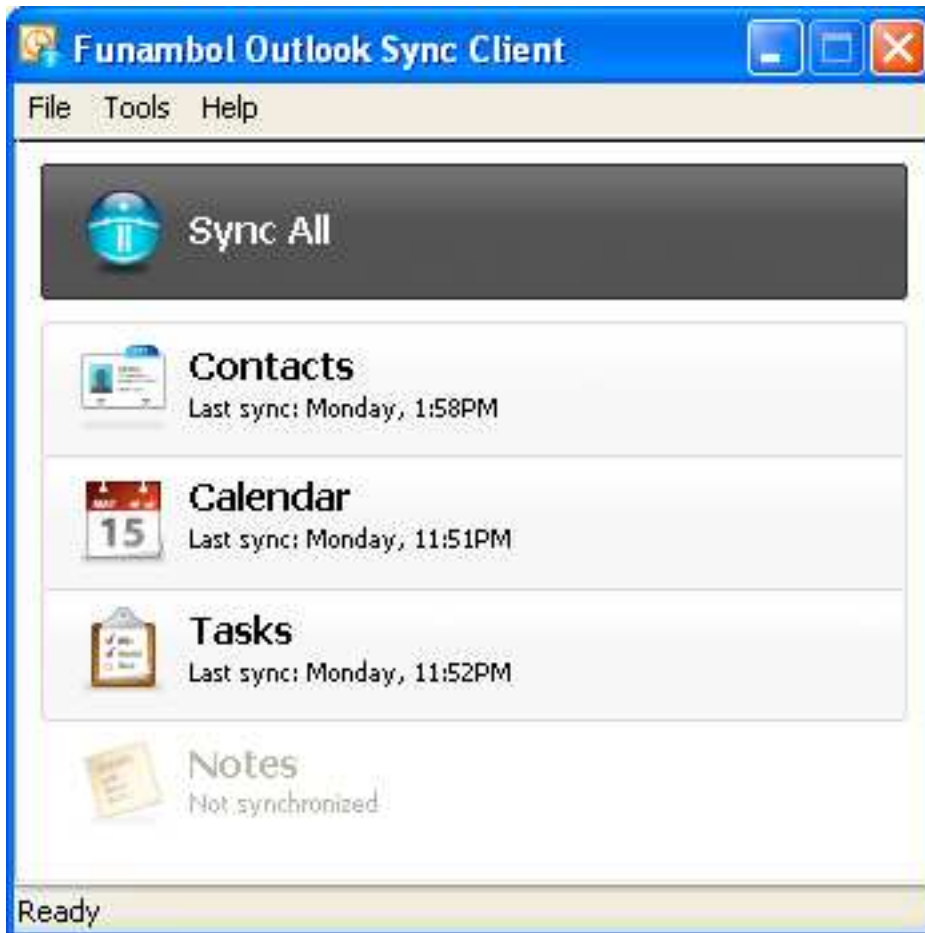 Funambol Outlook Sync Client
File Tools Help
Sync All
Contacts
Last sync: Monday, 1:58PM
Calendar
Last sync: Monday, 11:51PM
15
Tasks
Last sync: Monday, 11:52PM
Notes
Not synchronized
Ready